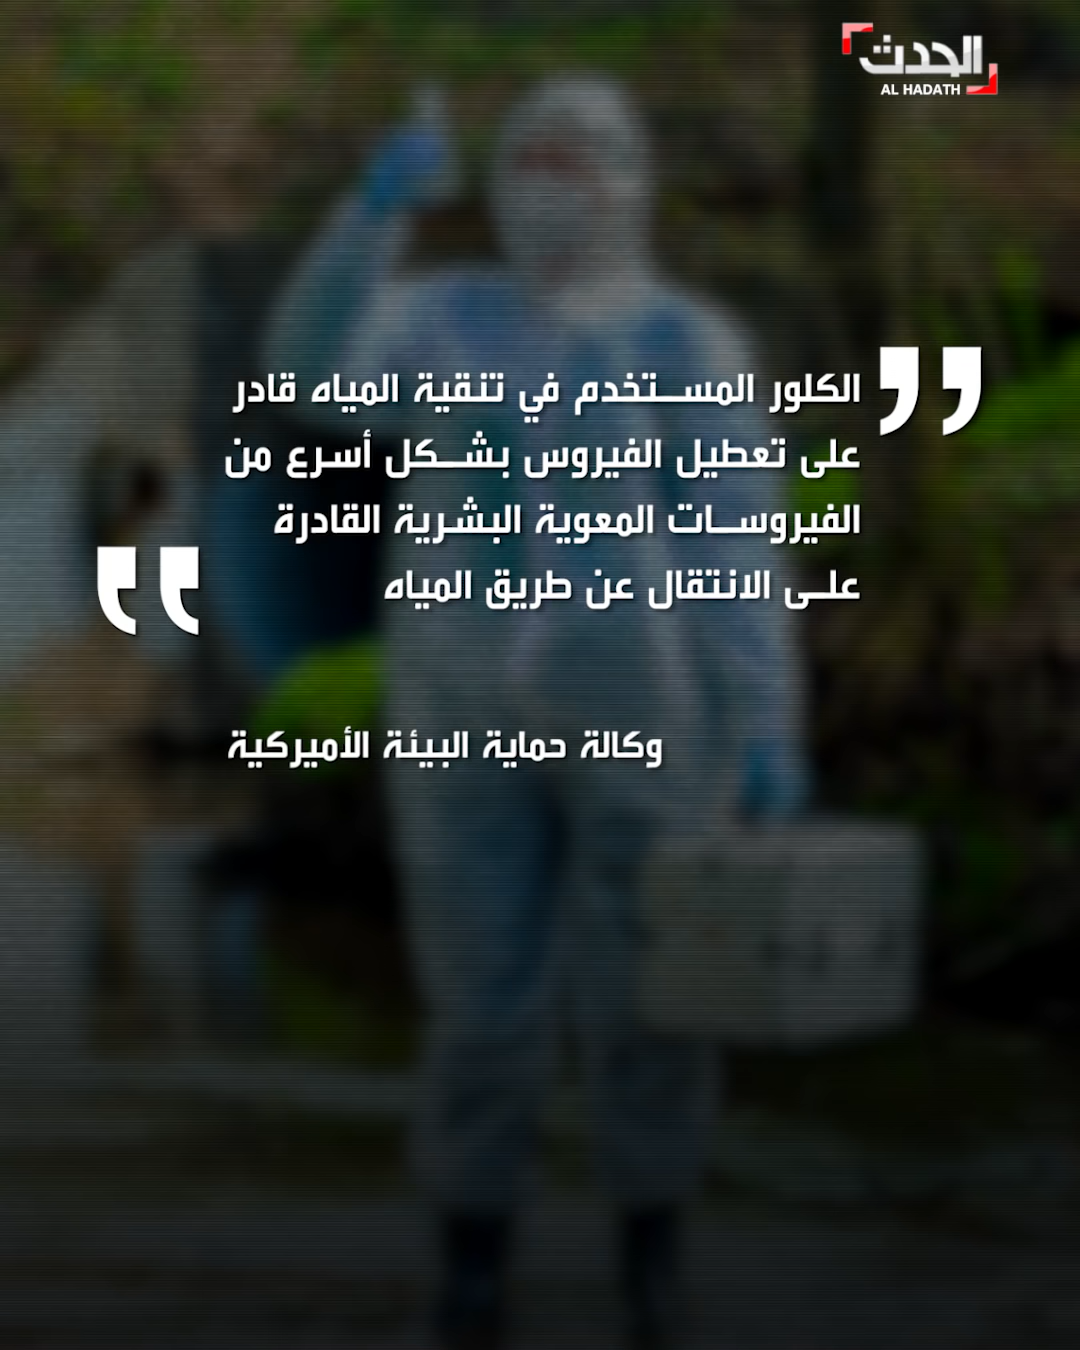 الحدث
AL HADATH
الكلور المستخدم في تنقية المياه قادر
على تعطيل الفيروس بشكل أسرع من
الفيروسات المعوية البشرية القادرة
على الانتقال عن طريق المياه
وكالة حماية البيئة الأميركية